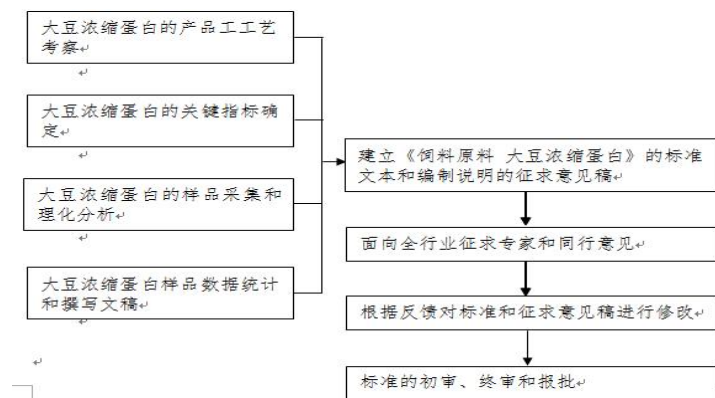 大豆浓缩蛋白的产品工工艺
考察
大豆浓缩蛋白的关键指标确
定
大豆浓缩蛋白的样品采集和
理化分析
大豆浓缩蛋白样品数据统计
和撰写文稿
建立《饲料原料 大豆浓缩蛋白》的标准
文本和编制说明的征求意见稿
面向全行业征求专家和同行意见
根据反馈对标准和征求意见稿进行修改
标准的初审、终审和报批